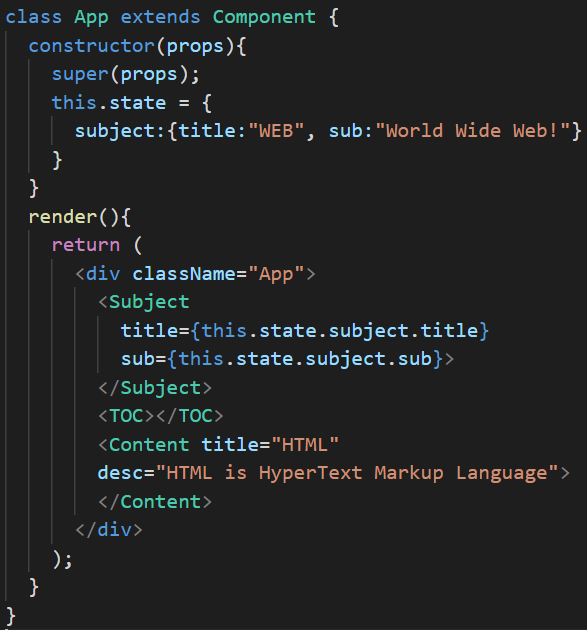 class App extends Component {
  constructor(props){
    super(props);
    this.state = {
      subject:{title:"WEB", sub:"World Wide Web!"}
    }
  }
  render(){
    return (
      <div className="App">
        <Subject
          title={this.state.subject.title}
          sub={this.state.subject.sub}>
        </Subject>
        <TOC></TOC>
        <Content title="HTML"
        desc="HTML is HyperText Markup Language">
        </Content>
      </div>
    );
  }
}